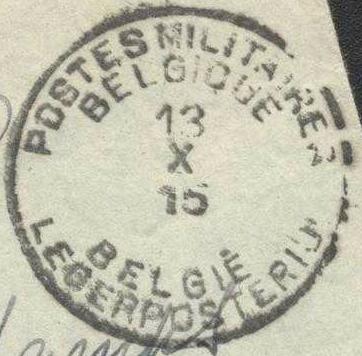 POSTES MILITAIRES
BELGIQUE
13
X
15
BELGIË
LEGERPOSTERIJ